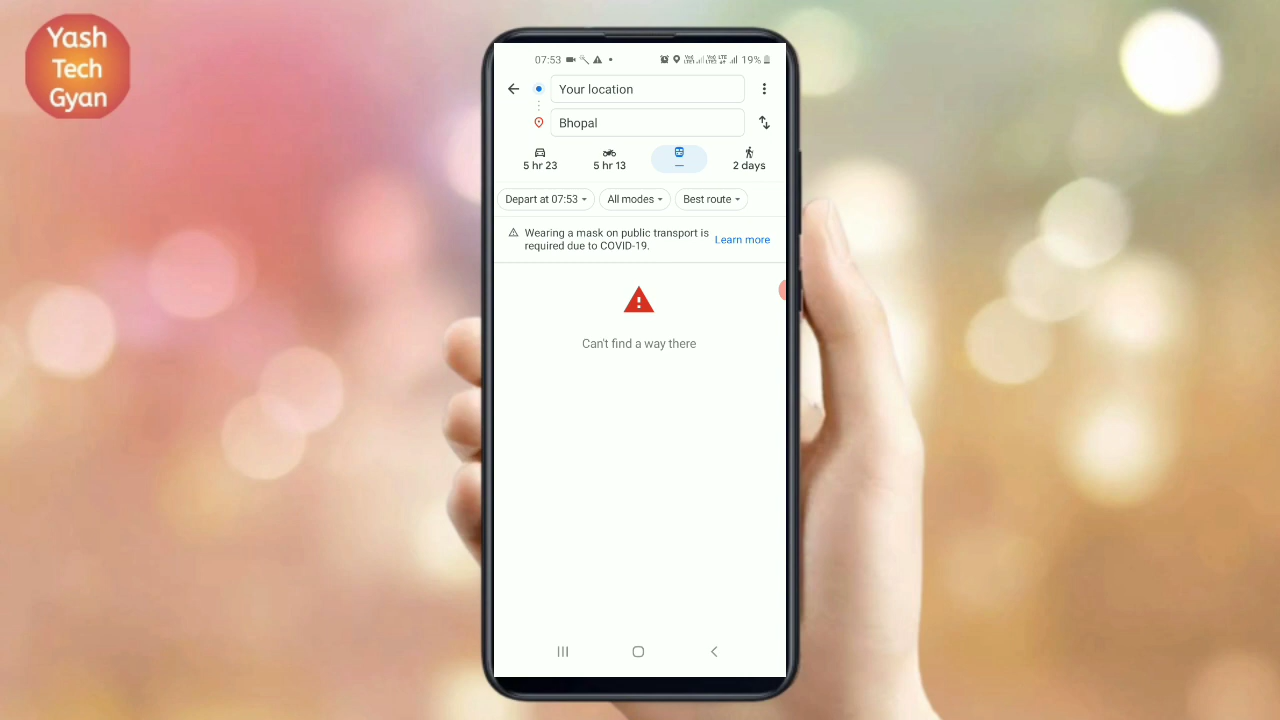 Yash
Tech
Gyan
07:53
19%
Your location
Bhopal
5 hr 23
5 hr 13
—
2 days
Depart at 07:53
All modes
Best route
Wearing a mask on public transport is
required due to COVID-19.
Learn more
Can't find a way there